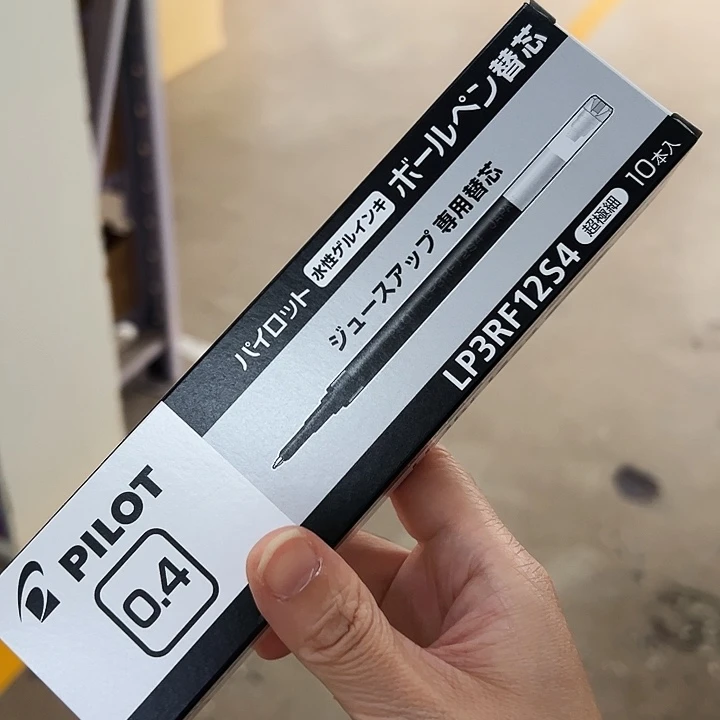 パイロット 水性ゲルインキ ボールペン替芯
ジュースアップ 専用替芯
LP3RF12S4 超極細 10本入
PILOT
0.4